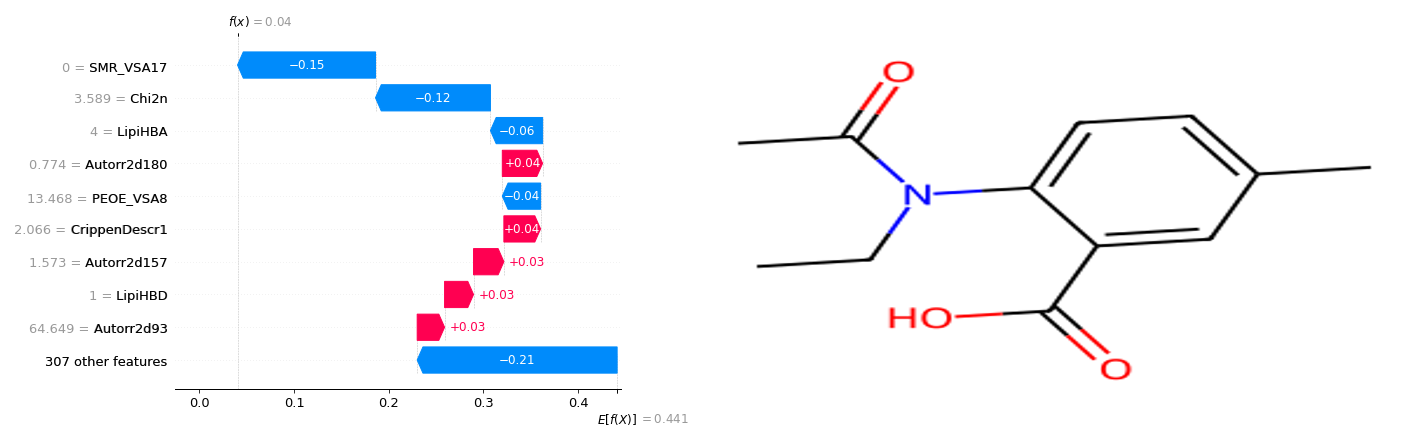 f(x) = 0.04
0 = SMR_VSA17
−0.15
3.589 = Chi2n
−0.12
4 = LipiHBA
−0.06
0.774 = Autorr2d180
+0.04
13.468 = PEOE_VSA8
−0.04
2.066 = CrippenDescr1
+0.04
1.573 = Autorr2d157
+0.03
1 = LipiHBD
+0.03
64.649 = Autorr2d93
+0.03
307 other features
−0.21
0.0 0.1 0.2 0.3 0.4
E[f(X)] = 0.441
O
N
HO
O